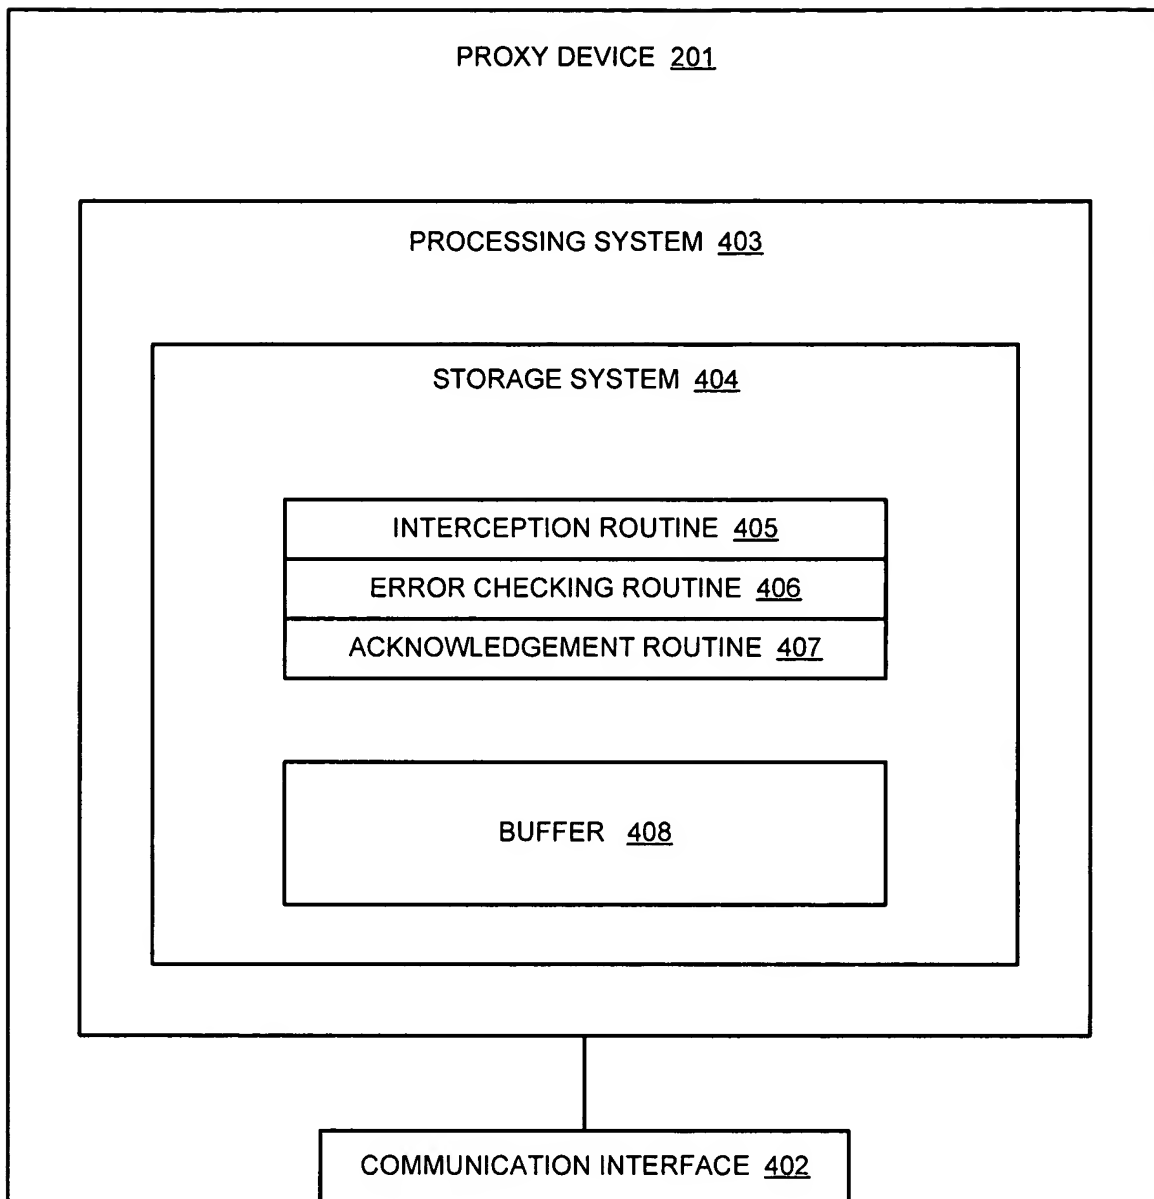 PROXY DEVICE 201
PROCESSING SYSTEM 403
STORAGE SYSTEM 404
INTERCEPTION ROUTINE 405
ERROR CHECKING ROUTINE 406
ACKNOWLEDGEMENT ROUTINE 407
BUFFER 408
COMMUNICATION INTERFACE 402